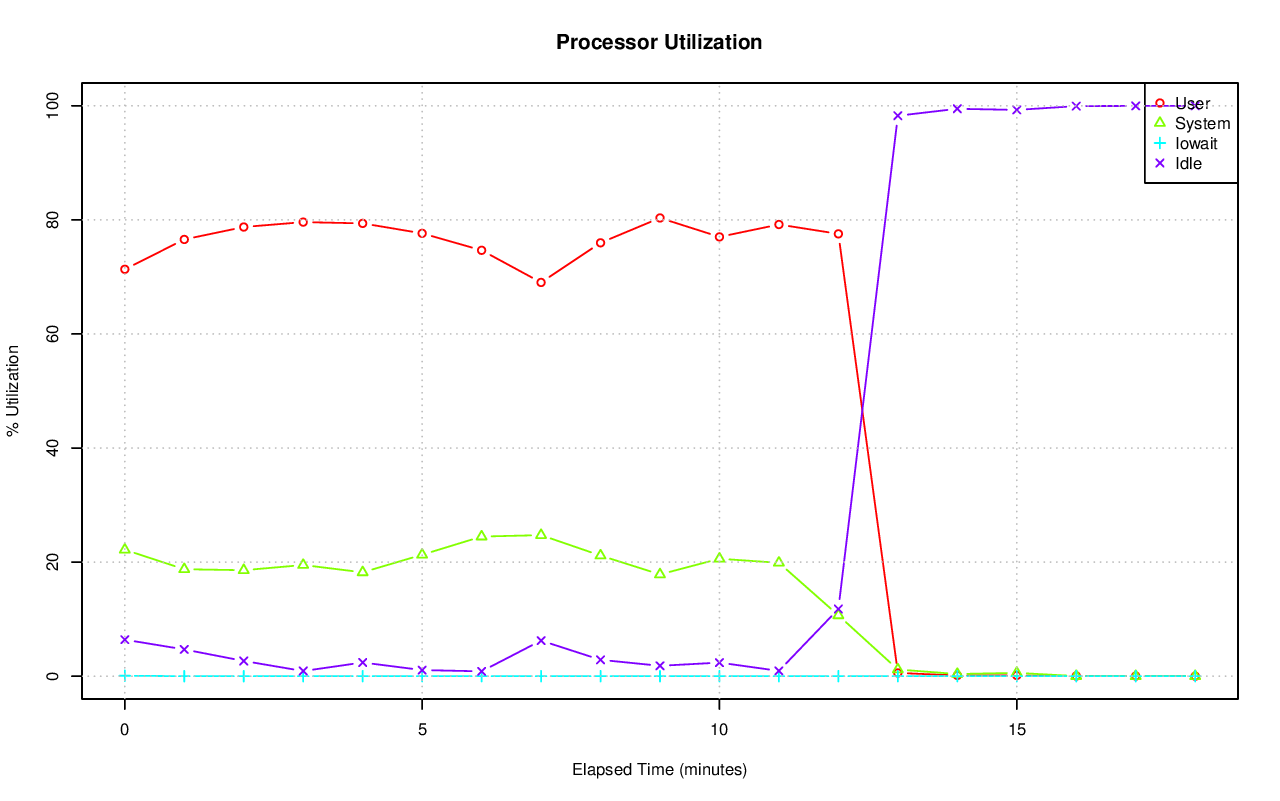 Processor Utilization
% Utilization
100
80
60
40
20
0
User
System
Iowait
Idle
0 5 10 15
Elapsed Time (minutes)